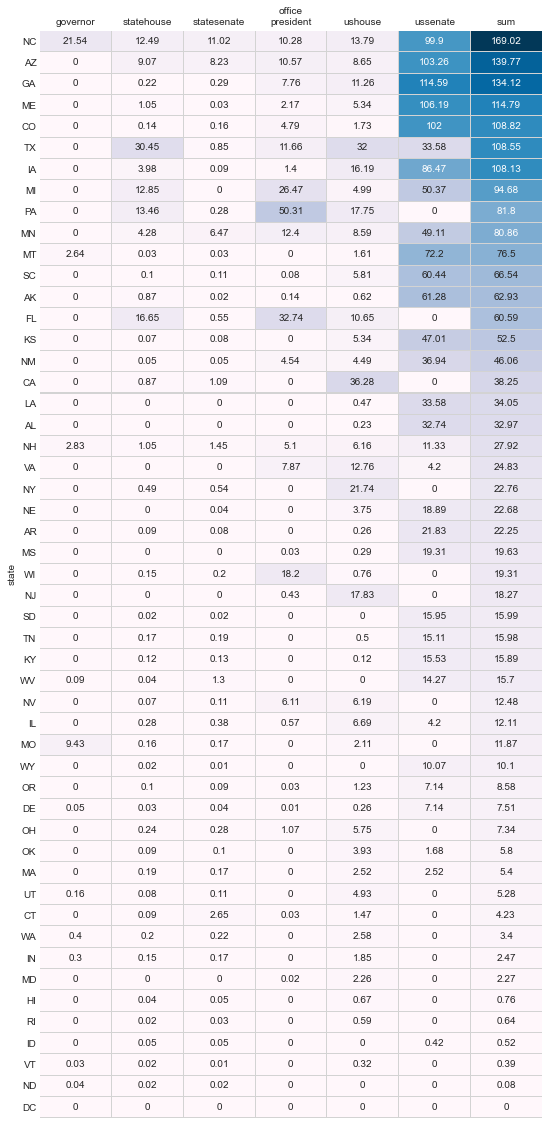 office
governor statehouse statesenate president ushouse ussenate sum
NC 21.54 12.49 11.02 10.28 13.79 99.9 169.02
AZ 0 9.07 8.23 10.57 8.65 103.26 139.77
GA 0 0.22 0.29 7.76 11.26 114.59 134.12
ME 0 1.05 0.03 2.17 5.34 106.19 114.79
CO 0 0.14 0.16 4.79 1.73 102 108.82
TX 0 30.45 0.85 11.66 32 33.58 108.55
IA 0 3.98 0.09 1.4 16.19 86.47 108.13
MI 0 12.85 0 26.47 4.99 50.37 94.68
PA 0 13.46 0.28 50.31 17.75 0 81.8
MN 0 4.28 6.47 12.4 8.59 49.11 80.86
MT 2.64 0.03 0.03 0 1.61 72.2 76.5
SC 0 0.1 0.11 0.08 5.81 60.44 66.54
AK 0 0.87 0.02 0.14 0.62 61.28 62.93
FL 0 16.65 0.55 32.74 10.65 0 60.59
KS 0 0.07 0.08 0 5.34 47.01 52.5
NM 0 0.05 0.05 4.54 4.49 36.94 46.06
CA 0 0.87 1.09 0 36.28 0 38.25
LA 0 0 0 0 0.47 33.58 34.05
AL 0 0 0 0 0.23 32.74 32.97
NH 2.83 1.05 1.45 5.1 6.16 11.33 27.92
VA 0 0 0 7.87 12.76 4.2 24.83
NY 0 0.49 0.54 0 21.74 0 22.76
NE 0 0 0.04 0 3.75 18.89 22.68
AR 0 0.09 0.08 0 0.26 21.83 22.25
MS 0 0 0 0.03 0.29 19.31 19.63
state
WI 0 0.15 0.2 18.2 0.76 0 19.31
NJ 0 0 0 0.43 17.83 0 18.27
SD 0 0.02 0.02 0 0 15.95 15.99
TN 0 0.17 0.19 0 0.5 15.11 15.98
KY 0 0.12 0.13 0 0.12 15.53 15.89
WV 0.09 0.04 1.3 0 0 14.27 15.7
NV 0 0.07 0.11 6.11 6.19 0 12.48
IL 0 0.28 0.38 0.57 6.69 4.2 12.11
MO 9.43 0.16 0.17 0 2.11 0 11.87
WY 0 0.02 0.01 0 0 10.07 10.1
OR 0 0.1 0.09 0.03 1.23 7.14 8.58
DE 0.05 0.03 0.04 0.01 0.26 7.14 7.51
OH 0 0.24 0.28 1.07 5.75 0 7.34
OK 0 0.09 0.1 0 3.93 1.68 5.8
MA 0 0.19 0.17 0 2.52 2.52 5.4
UT 0.16 0.08 0.11 0 4.93 0 5.28
CT 0 0.09 2.65 0.03 1.47 0 4.23
WA 0.4 0.2 0.22 0 2.58 0 3.4
IN 0.3 0.15 0.17 0 1.85 0 2.47
MD 0 0 0 0.02 2.26 0 2.27
HI 0 0.04 0.05 0 0.67 0 0.76
RI 0 0.02 0.03 0 0.59 0 0.64
ID 0 0.05 0.05 0 0 0.42 0.52
VT 0.03 0.02 0.01 0 0.32 0 0.39
ND 0.04 0.02 0.02 0 0 0 0.08
DC 0 0 0 0 0 0 0